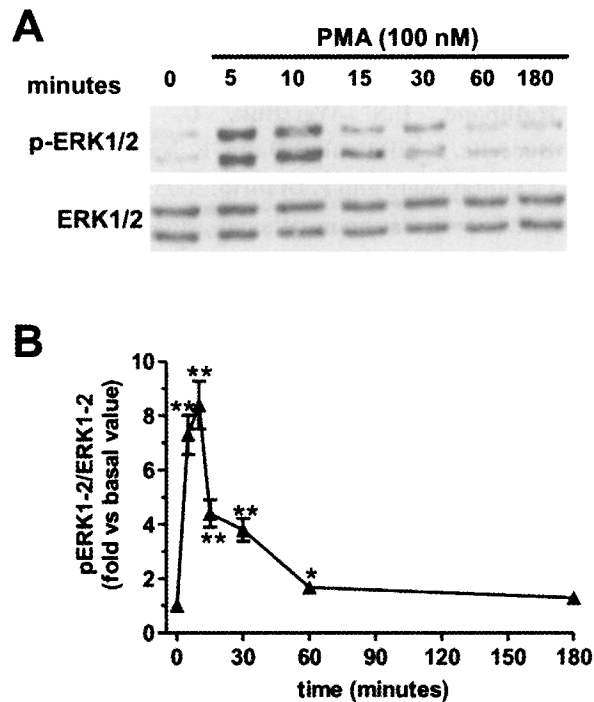 A
PMA (100 nM)
minutes 0 5 10 15 30 60 180
p-ERK1/2
ERK1/2
B
pERK1-2/ERK1-2
(fold vs basal value)
10
8
6
4
2
0
**
**
**
**
*
0 30 60 90 120 150 180
time (minutes)